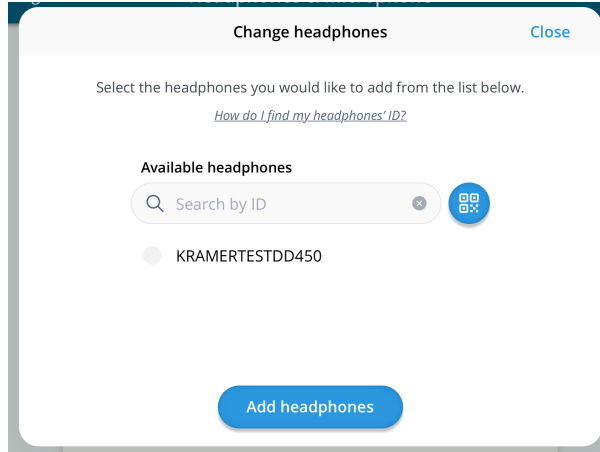 Change headphones
Close
Select the headphones you would like to add from the list below.
How do I find my headphones' ID?
Available headphones
Search by ID
KRAMERTESTDD450
Add headphones